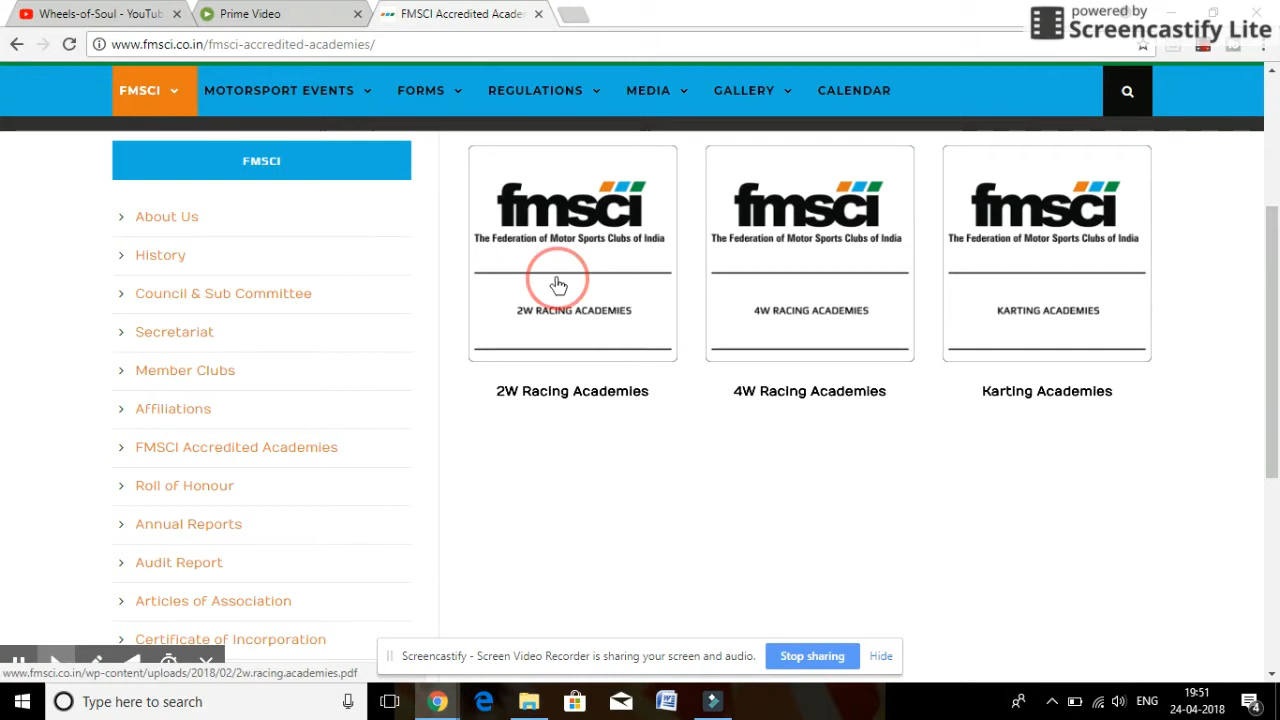 Wheels-of-Soul - YouTub
Prime Video
FMSCI Accredited Acade
powered by
Screencastify Lite
www.fmsci.co.in/fmsci-accredited-academies/
FMSCI
MOTORSPORT EVENTS
FORMS
REGULATIONS
MEDIA
GALLERY
CALENDAR
FMSCI
About Us
History
Council & Sub Committee
Secretariat
Member Clubs
Affiliations
FMSCI Accredited Academies
Roll of Honour
Annual Reports
Audit Report
Articles of Association
Certificate of Incorporation
fmsci
The Federation of Motor Sports Clubs of India
2W RACING ACADEMIES
2W Racing Academies
fmsci
The Federation of Motor Sports Clubs of India
4W RACING ACADEMIES
4W Racing Academies
fmsci
The Federation of Motor Sports Clubs of India
KARTING ACADEMIES
Karting Academies
Screencastify - Screen Video Recorder is sharing your screen and audio.
Stop sharing
Hide
www.fmsci.co.in/wp-content/uploads/2018/02/2w.racing.academies.pdf
Type here to search
ENG
19:51
24-04-2018
4